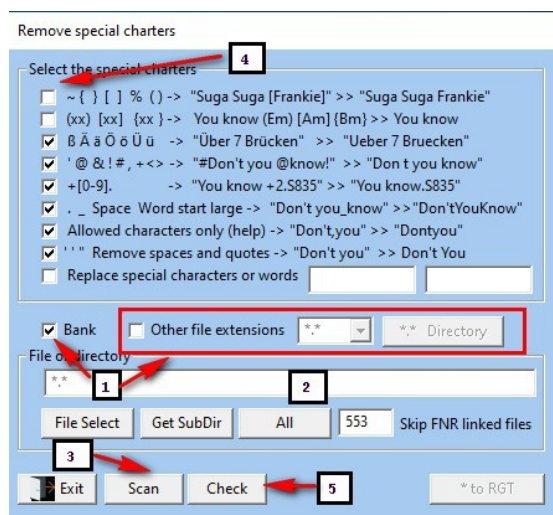 Remove special charters
4
Select the special charters
~ { } [ ] % () -> "Suga Suga [Frankie]" >> "Suga Suga Frankie"
(xx) [xx] {xx } -> You know (Em) [Am] {Bm} >> You know
ß Ä ä Ö ö Ü ü -> "Über 7 Brücken" >> "Ueber 7 Bruecken"
' @ & ! # , + <> -> "#Don't you @know!" >> "Don t you know"
+[0-9]. -> "You know +2.S835" >> "You know.S835"
. _ Space Word start large -> "Don't you_know" >>"Don'tYouKnow"
Allowed characters only (help) -> "Don't,you" >> "Dontyou"
' ' " Remove spaces and quotes -> "Don't you" >> Don't You
Replace special characters or words
Bank Other file extensions *.* *.* Directory
File or directory
*.* 1 2
File Select Get SubDir All 553 Skip FNR linked files
3
Exit Scan Check 5 * to RGT